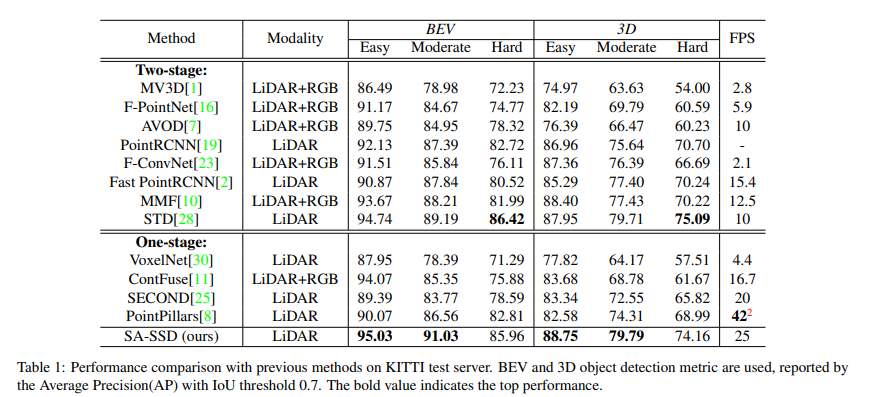 Method Modality BEV 3D FPS
Easy Moderate Hard Easy Moderate Hard
Two-stage:
MV3D[1] LiDAR+RGB 86.49 78.98 72.23 74.97 63.63 54.00 2.8
F-PointNet[16] LiDAR+RGB 91.17 84.67 74.77 82.19 69.79 60.59 5.9
AVOD[7] LiDAR+RGB 89.75 84.95 78.32 76.39 66.47 60.23 10
PointRCNN[19] LiDAR 92.13 87.39 82.72 86.96 75.64 70.70 -
F-ConvNet[23] LiDAR+RGB 91.51 85.84 76.11 87.36 76.39 66.69 2.1
Fast PointRCNN[2] LiDAR 90.87 87.84 80.52 85.29 77.40 70.24 15.4
MMF[10] LiDAR+RGB 93.67 88.21 81.99 88.40 77.43 70.22 12.5
STD[28] LiDAR 94.74 89.19 86.42 87.95 79.71 75.09 10
One-stage:
VoxelNet[30] LiDAR 87.95 78.39 71.29 77.82 64.17 57.51 4.4
ContFuse[11] LiDAR+RGB 94.07 85.35 75.88 83.68 68.78 61.67 16.7
SECOND[25] LiDAR 89.39 83.77 78.59 83.34 72.55 65.82 20
PointPillars[8] LiDAR 90.07 86.56 82.81 82.58 74.31 68.99 42²
SA-SSD (ours) LiDAR 95.03 91.03 85.96 88.75 79.79 74.16 25
Table 1: Performance comparison with previous methods on KITTI test server. BEV and 3D object detection metric are used, reported by
the Average Precision(AP) with IoU threshold 0.7. The bold value indicates the top performance.